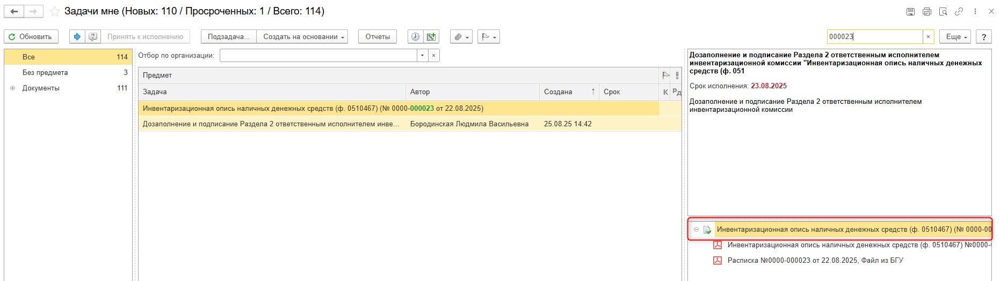 Задачи мне (Новых: 110 / Просроченных: 1 / Всего: 114)
Обновить
Принять к исполнению
Подзадача...
Создать на основании
Отчеты
000023
×
Еще
?
Все 114
Без предмета 3
Документы 111
Отбор по организации:
Предмет
Задача Автор Создана ↑ Срок К Рд
Инвентаризационная опись наличных денежных средств (ф. 0510467) (№ 0000-000023 от 22.08.2025)
Дозаполнение и подписание Раздела 2 ответственным исполнителем инве... Бородинская Людмила Васильевна 25.08.25 14:42
Дозаполнение и подписание Раздела 2 ответственным исполнителем
инвентаризационной комиссии "Инвентаризационная опись наличных денежных
средств (ф. 051
Срок исполнения: 23.08.2025
Дозаполнение и подписание Раздела 2 ответственным исполнителем
инвентаризационной комиссии
Инвентаризационная опись наличных денежных средств (ф. 0510467) (№ 0000-00
Инвентаризационная опись наличных денежных средств (ф. 0510467) №0000-
Расписка №0000-000023 от 22.08.2025, Файл из БГУ